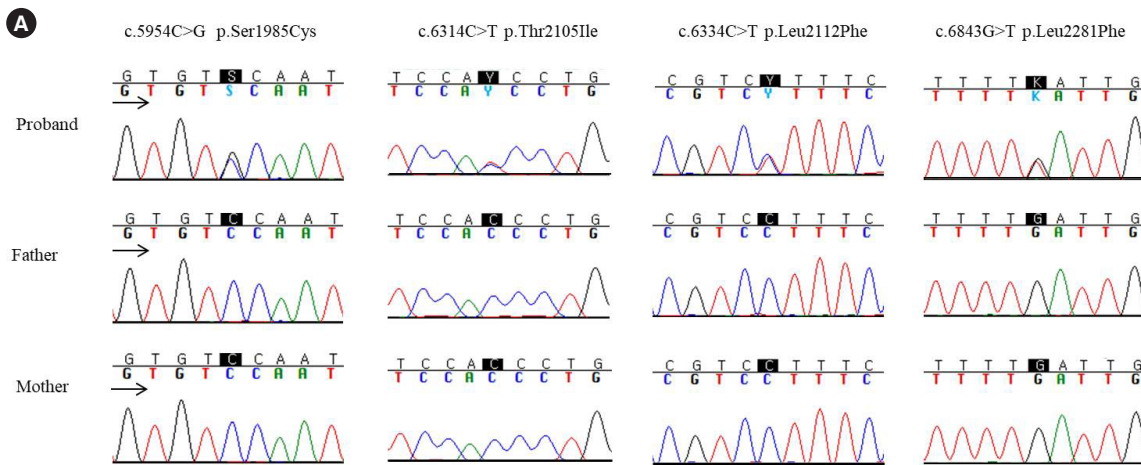 A
c.5954C>G p.Ser1985Cys c.6314C>T p.Thr2105Ile c.6334C>T p.Leu2112Phe c.6843G>T p.Leu2281Phe
G T G T S C A A T T C C A Y C C T G C G T C Y T T T C T T T T K A T T G
G T G T S C A A T T C C A Y C C T G C G T C Y T T T C T T T T K A T T G
Proband
G T G T C C A A T T C C A C C C T G C G T C C T T T C T T T T G A T T G
G T G T C C A A T T C C A C C C T G C G T C C T T T C T T T T G A T T G
Father
G T G T C C A A T T C C A C C C T G C G T C C T T T C T T T T G A T T G
G T G T C C A A T T C C A C C C T G C G T C C T T T C T T T T G A T T G
Mother